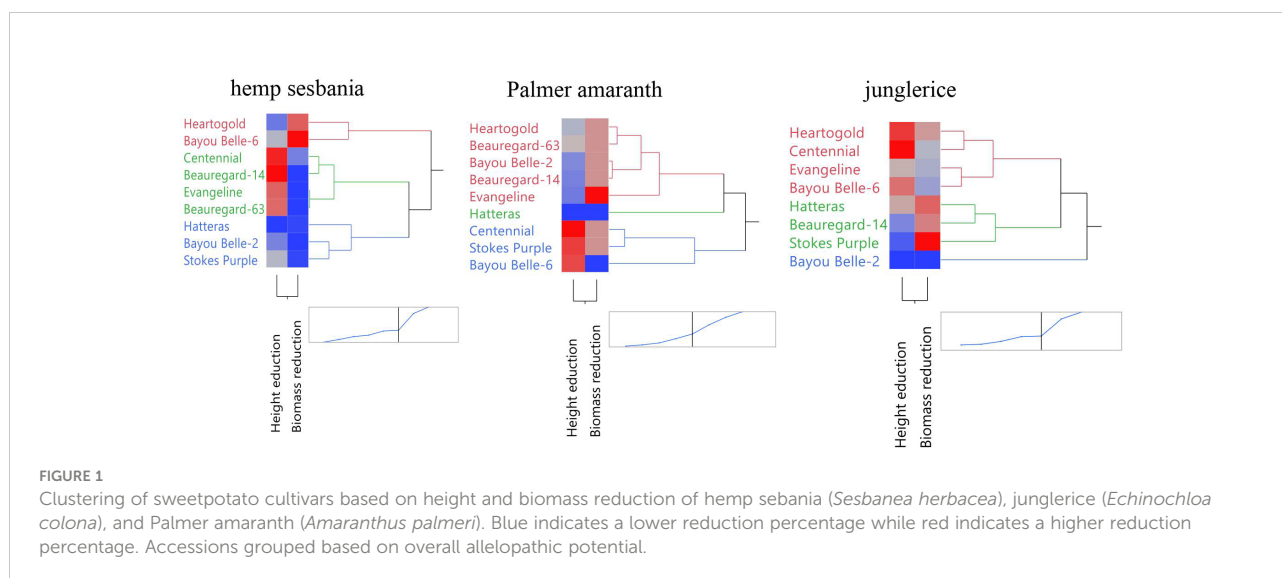 hemp sesbania
Heartogold
Bayou Belle-6
Centennial
Beauregard-14
Evangeline
Beauregard-63
Hatteras
Bayou Belle-2
Stokes Purple
Height eduction
Biomass reduction
Palmer amaranth
Heartogold
Beauregard-63
Bayou Belle-2
Beauregard-14
Evangeline
Hatteras
Centennial
Stokes Purple
Bayou Belle-6
Height eduction
Biomass reduction
junglerice
Heartogold
Centennial
Evangeline
Bayou Belle-6
Hatteras
Beauregard-14
Stokes Purple
Bayou Belle-2
Height eduction
Biomass reduction
FIGURE 1
Clustering of sweetpotato cultivars based on height and biomass reduction of hemp sebania (Sesbanea herbacea), junglerice (Echinochloa
colona), and Palmer amaranth (Amaranthus palmeri). Blue indicates a lower reduction percentage while red indicates a higher reduction
percentage. Accessions grouped based on overall allelopathic potential.